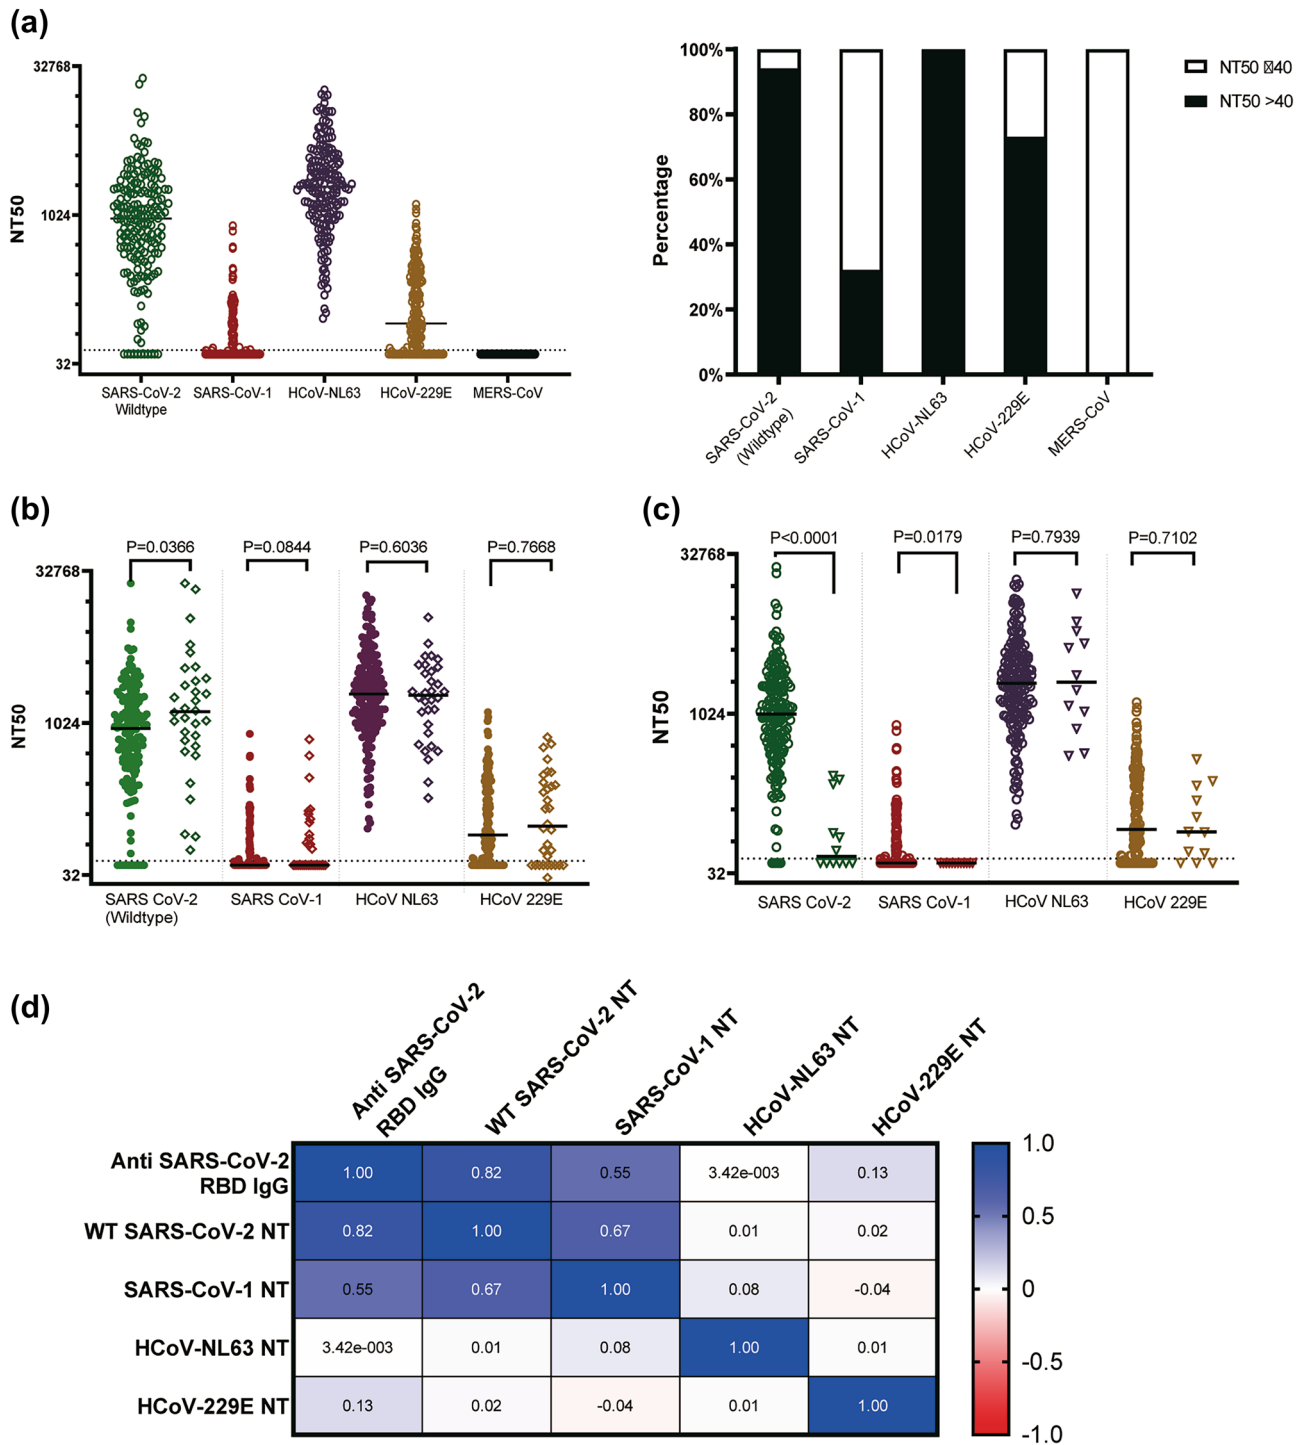 (a)
32768
1024
32
NT50
SARS-CoV-2
Wildtype
SARS-CoV-1
HCoV-NL63
HCoV-229E
MERS-CoV
100%
80%
60%
40%
20%
0%
Percentage
SARS-CoV-2
(Wildtype)
SARS-CoV-1
HCoV-NL63
HCoV-229E
MERS-CoV
NT50 40
NT50 >40
(b)
P=0.0366
P=0.0844
P=0.6036
P=0.7668
32768
1024
32
NT50
SARS CoV-2
(Wildtype)
SARS CoV-1
HCoV NL63
HCoV 229E
(c)
P<0.0001
P=0.0179
P=0.7939
P=0.7102
32768
1024
32
NT50
SARS CoV-2
SARS CoV-1
HCoV NL63
HCoV 229E
(d)
Anti SARS-CoV-2
RBD IgG
WT SARS-CoV-2 NT
SARS-CoV-1 NT
HCoV-NL63 NT
HCoV-229E NT
Anti SARS-CoV-2
RBD IgG
1.00 0.82 0.55 3.42e-003 0.13
WT SARS-CoV-2 NT 0.82 1.00 0.67 0.01 0.02
SARS-CoV-1 NT 0.55 0.67 1.00 0.08 -0.04
HCoV-NL63 NT 3.42e-003 0.01 0.08 1.00 0.01
HCoV-229E NT 0.13 0.02 -0.04 0.01 1.00
1.0
0.5
0
-0.5
-1.0